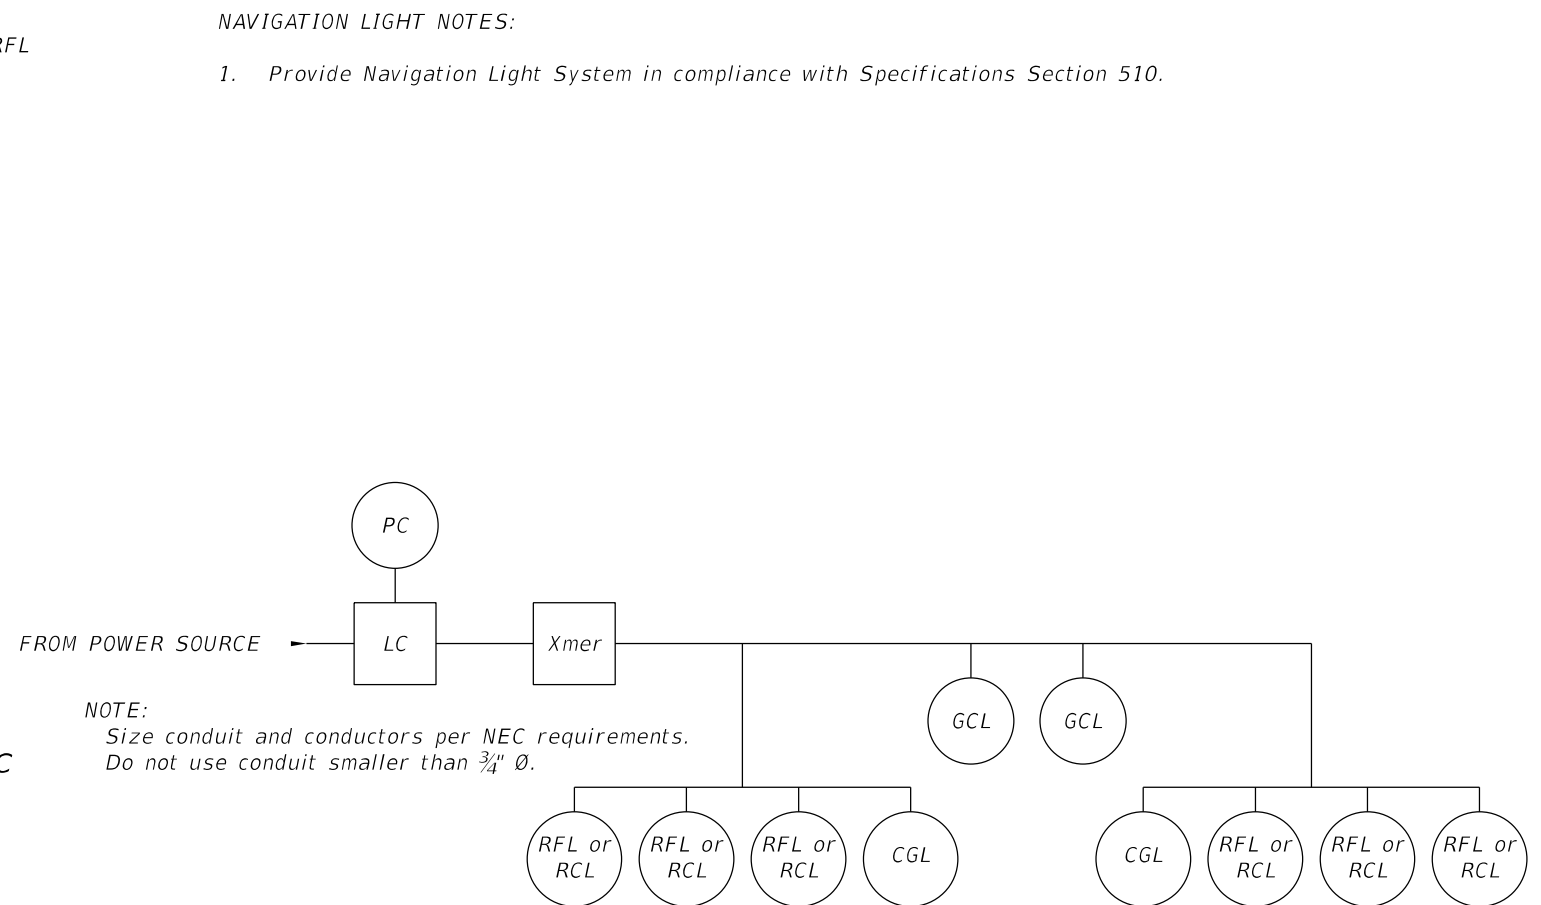 NAVIGATION LIGHT NOTES:
RFL
1. Provide Navigation Light System in compliance with Specifications Section 510.
PC
FROM POWER SOURCE
LC
Xmer
NOTE:
Size conduit and conductors per NEC requirements.
Do not use conduit smaller than ¾" Ø.
C
GCL
GCL
RFL or
RCL
RFL or
RCL
RFL or
RCL
CGL
CGL
RFL or
RCL
RFL or
RCL
RFL or
RCL